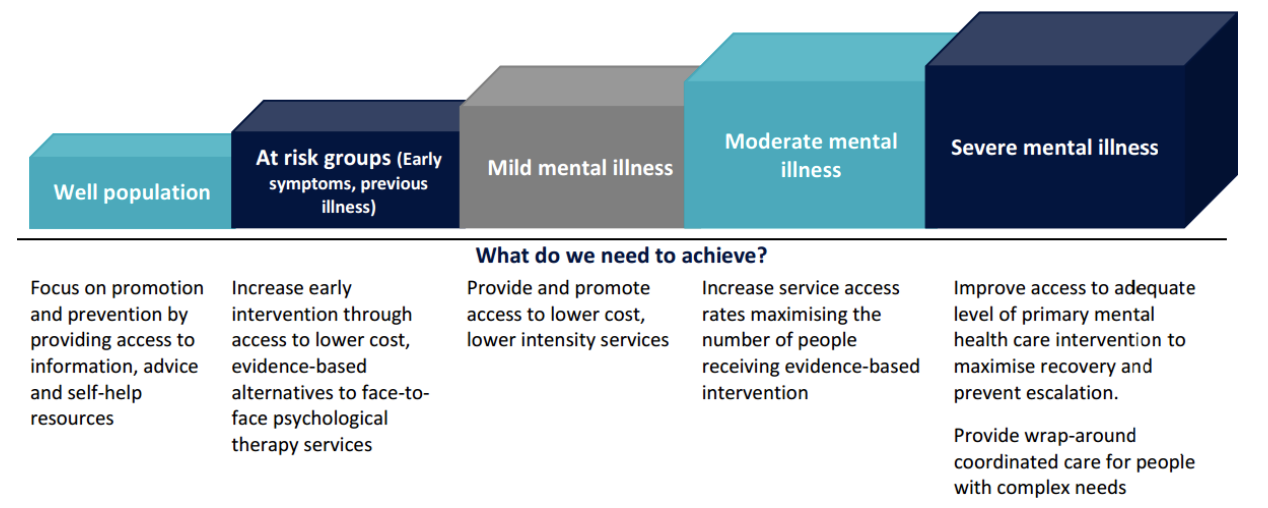 Well population
At risk groups (Early
symptoms, previous
illness)
Mild mental illness
Moderate mental
illness
Severe mental illness
What do we need to achieve?
Focus on promotion
and prevention by
providing access to
information, advice
and self-help
resources
Increase early
intervention through
access to lower cost,
evidence-based
alternatives to face-to-
face psychological
therapy services
Provide and promote
access to lower cost,
lower intensity services
Increase service access
rates maximising the
number of people
receiving evidence-based
intervention
Improve access to adequate
level of primary mental
health care intervention to
maximise recovery and
prevent escalation.
Provide wrap-around
coordinated care for people
with complex needs